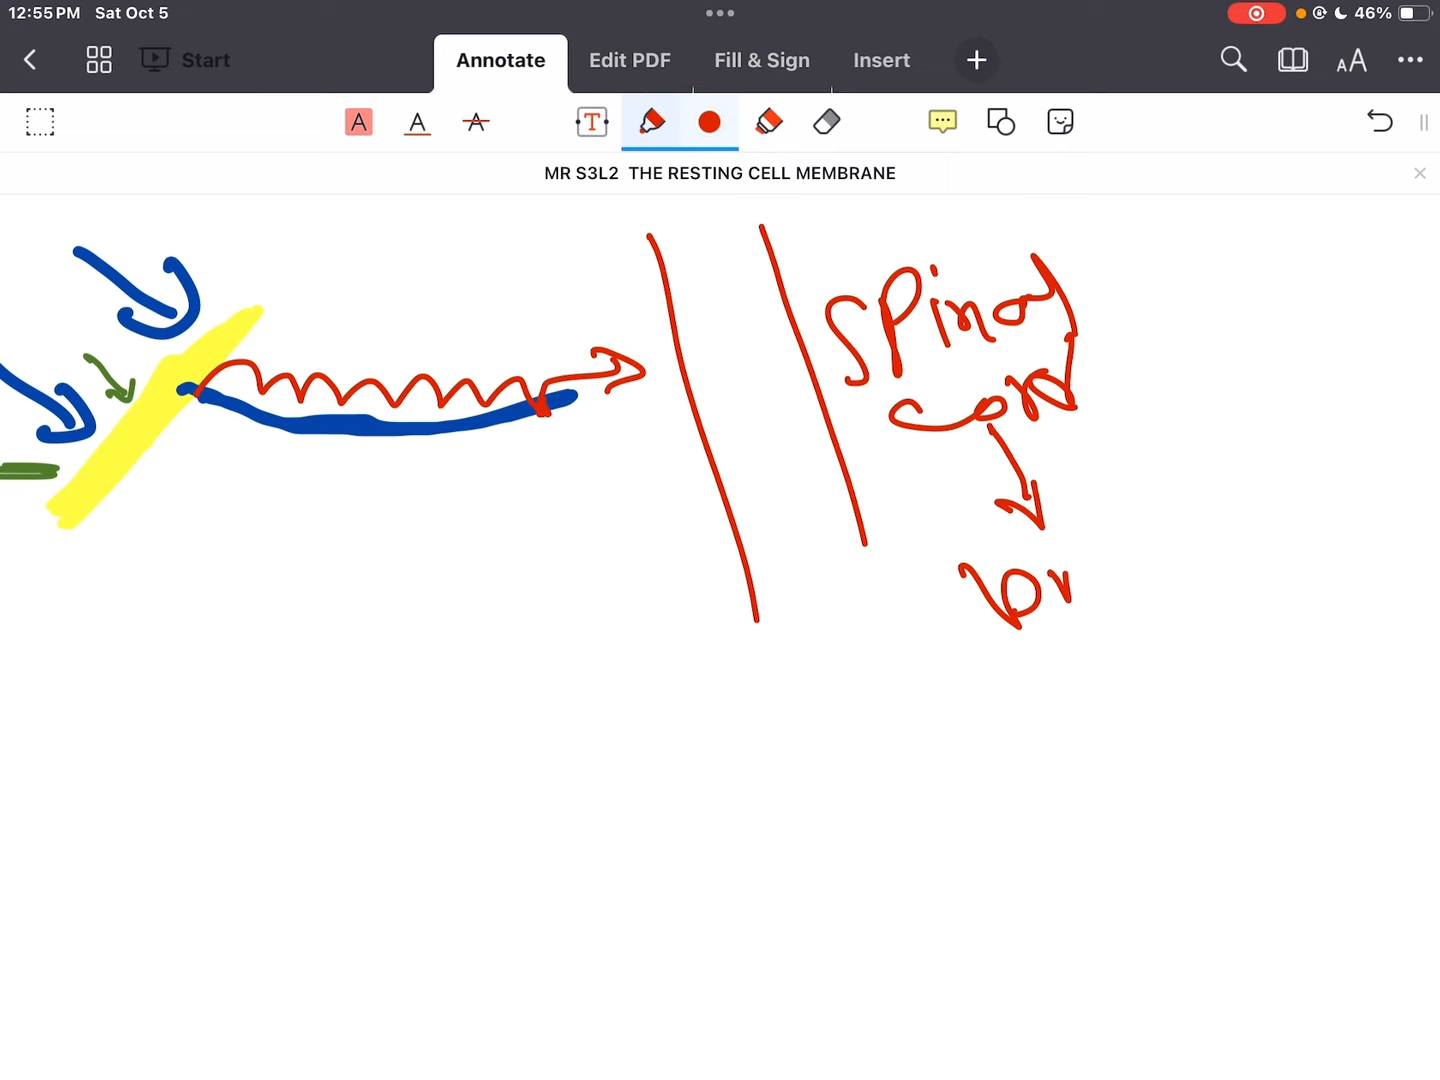 12:55 PM Sat Oct 5
46%
Start
Annotate
Edit PDF
Fill & Sign
Insert
MR S3L2 THE RESTING CELL MEMBRANE
SPinal
Cord
br